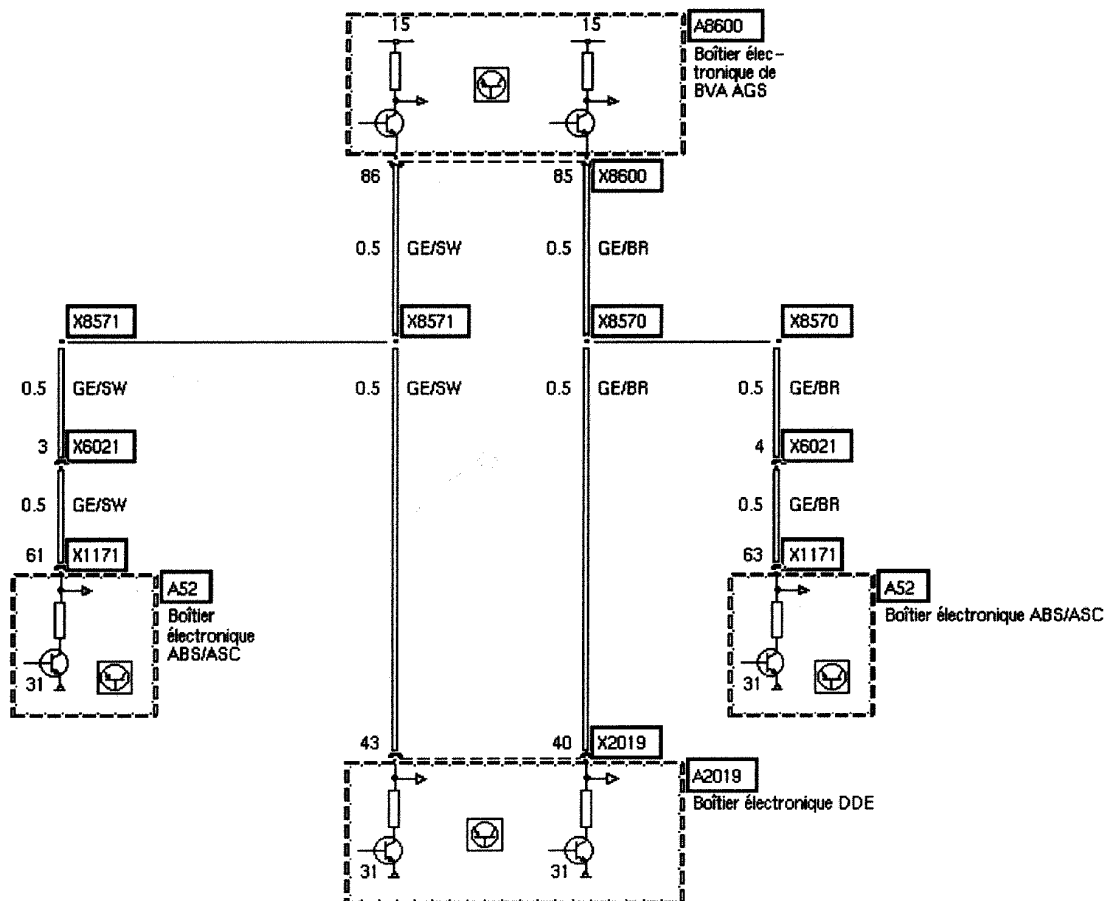 15
15
A8600
Boîtier élec-
tronique de
BVA AGS
86
85
X8600
0.5 GE/SW
0.5 GE/BR
X8571
X8571
X8570
X8570
0.5 GE/SW
0.5 GE/SW
0.5 GE/BR
0.5 GE/BR
3
X6021
4
X6021
0.5 GE/SW
0.5 GE/BR
61
X1171
63
X1171
A52
Boîtier
électronique
ABS/ASC
31
A52
Boîtier électronique ABS/ASC
31
43
40
X2019
A2019
Boîtier électronique DDE
31
31